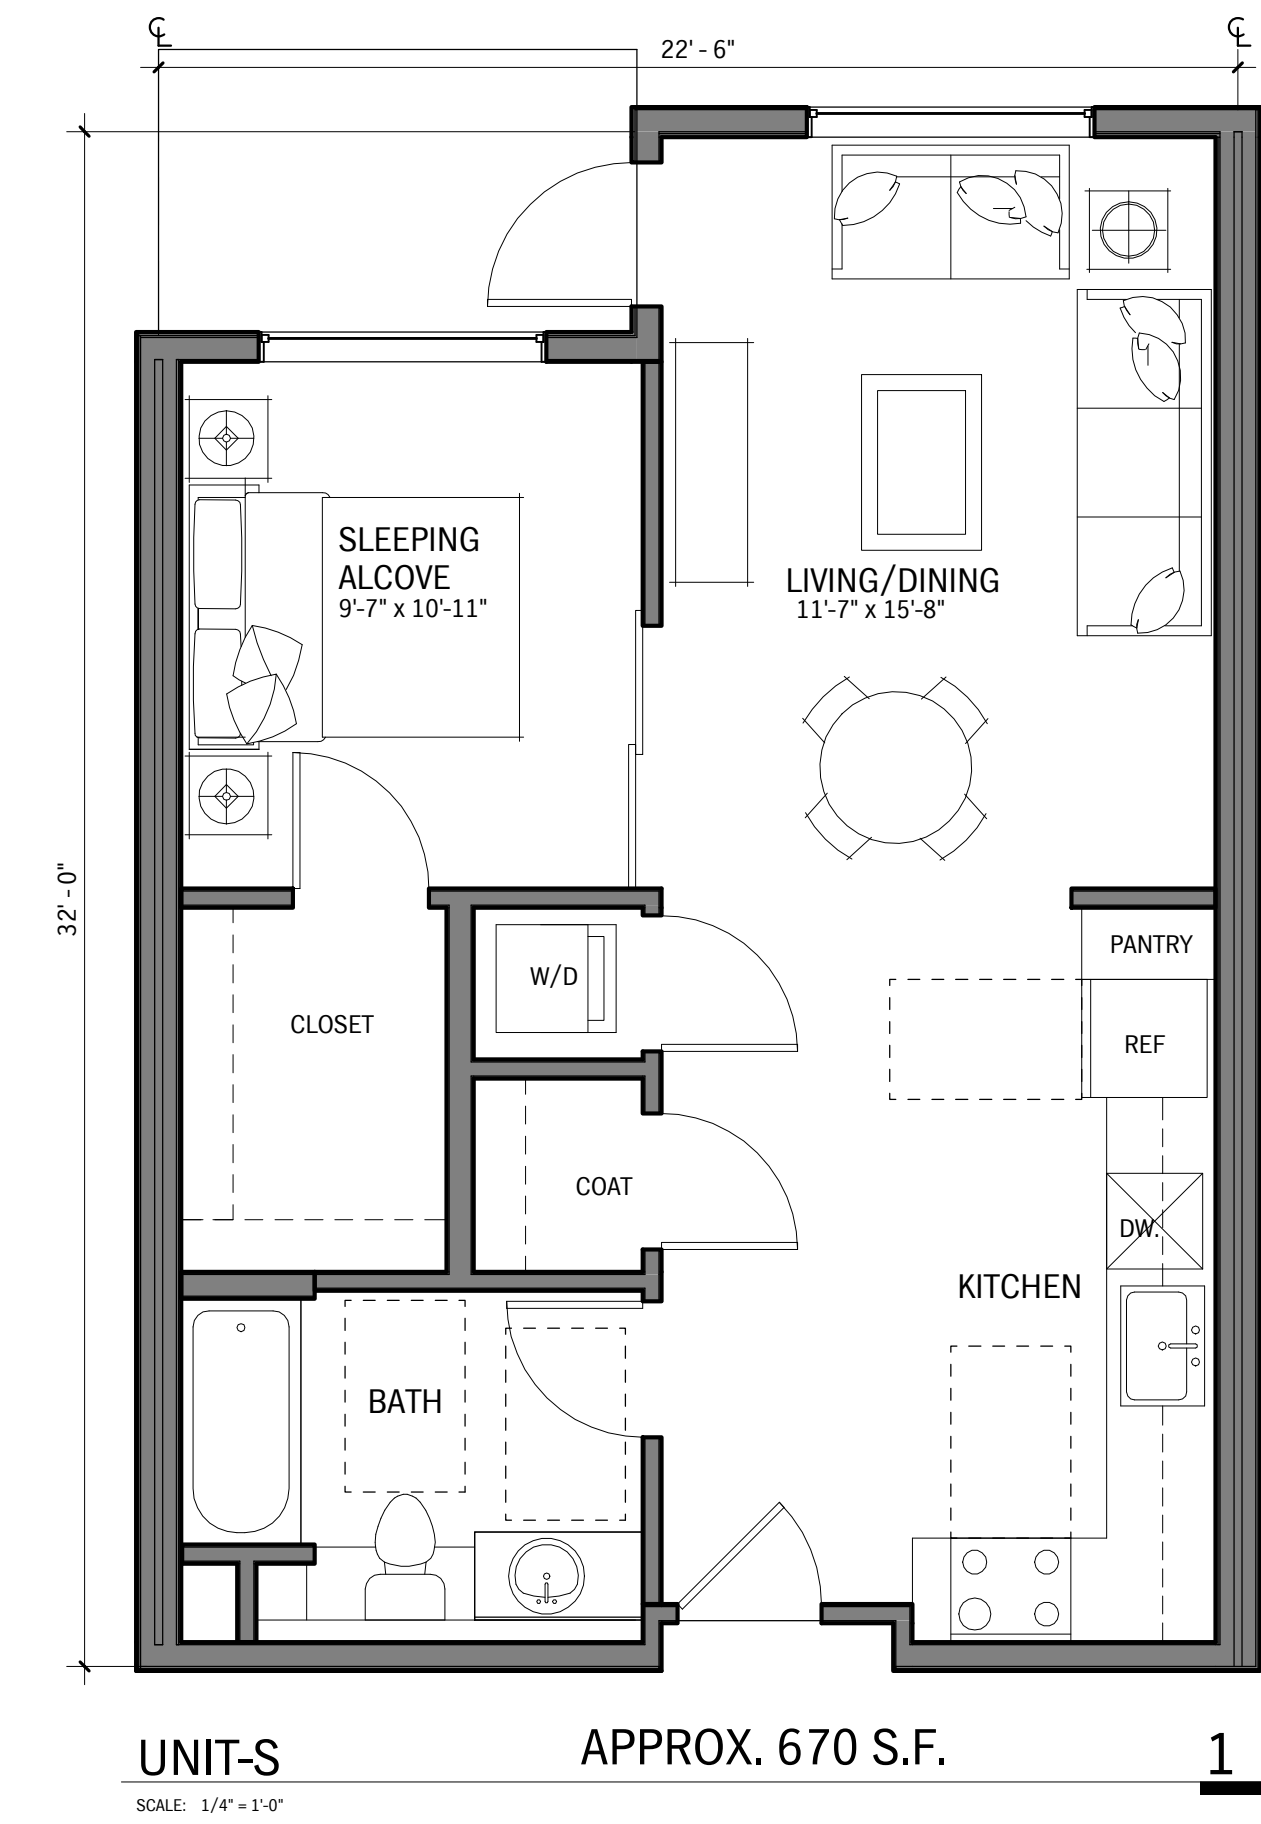 ℄
℄
22' - 6"
SLEEPING
ALCOVE
9'-7" x 10'-11"
LIVING/DINING
11'-7" x 15'-8"
32' - 0"
PANTRY
W/D
CLOSET
REF
COAT
DW.
KITCHEN
BATH
UNIT-S
APPROX. 670 S.F.
1
SCALE: 1/4" = 1'-0"